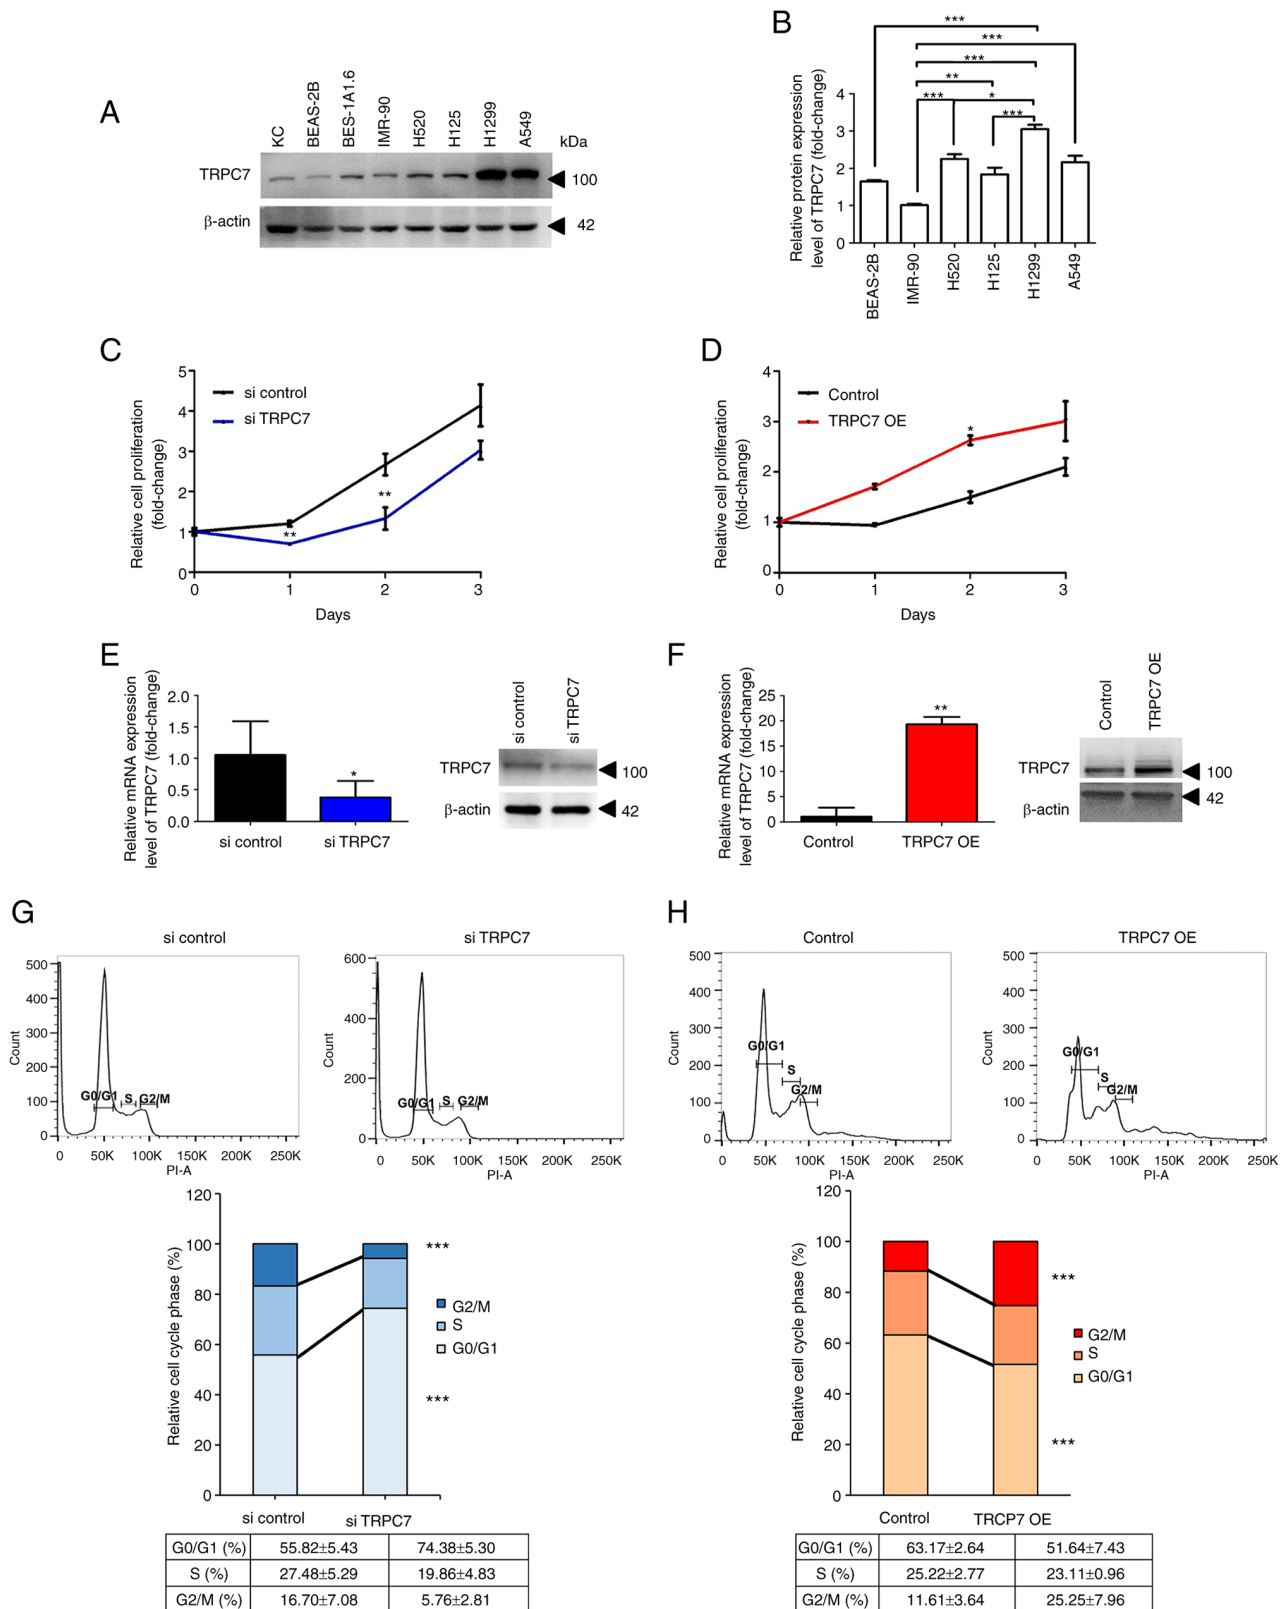 A
KC
BEAS-2B
BES-1A1.6
IMR-90
H520
H125
H1299
A549
kDa
TRPC7
100
β-actin
42
B
Relative protein expression
level of TRPC7 (fold-change)
4
3
2
1
0
***
***
***
**
***
*
***
BEAS-2B
IMR-90
H520
H125
H1299
A549
C
Relative cell proliferation
(fold-change)
5
4
3
2
1
0
si control
si TRPC7
**
**
0
1
2
3
Days
D
Relative cell proliferation
(fold-change)
4
3
2
1
0
Control
TRPC7 OE
*
0
1
2
3
Days
E
Relative mRNA expression
level of TRPC7 (fold-change)
2.0
1.5
1.0
0.5
0.0
*
si control
si TRPC7
si control
si TRPC7
TRPC7
100
β-actin
42
F
Relative mRNA expression
level of TRPC7 (fold-change)
25
20
15
10
5
0
**
Control
TRPC7 OE
Control
TRPC7 OE
TRPC7
100
β-actin
42
G
si control
Count
500
400
300
200
100
0
G0/G1
S
G2/M
0 50K 100K 150K 200K 250K
PI-A
si TRPC7
Count
600
400
200
0
G0/G1
S
G2/M
0 50K 100K 150K 200K 250K
PI-A
Relative cell cycle phase (%)
120
100
80
60
40
20
0
***
***
G2/M
S
G0/G1
si control
si TRPC7
G0/G1 (%) 55.82±5.43 74.38±5.30
S (%) 27.48±5.29 19.86±4.83
G2/M (%) 16.70±7.08 5.76±2.81
H
Control
Count
500
400
300
200
100
0
G0/G1
S
G2/M
0 50K 100K 150K 200K 250K
PI-A
TRPC7 OE
Count
500
400
300
200
100
0
G0/G1
S
G2/M
0 50K 100K 150K 200K 250K
PI-A
Relative cell cycle phase (%)
120
100
80
60
40
20
0
***
***
G2/M
S
G0/G1
Control
TRCP7 OE
G0/G1 (%) 63.17±2.64 51.64±7.43
S (%) 25.22±2.77 23.11±0.96
G2/M (%) 11.61±3.64 25.25±7.96